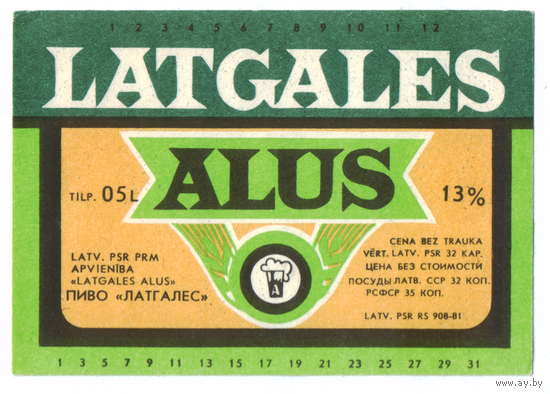 1 2 3 4 5 6 7 8 9 10 11 12
LATGALES
ALUS
TILP. 05L
13%
LATV. PSR PRM
APVIENĪBA
«LATGALES ALUS»
ПИВО «ЛАТГАЛЕС»
A
CENA BEZ TRAUKA
VĒRT. LATV. PSR 32 KAP.
ЦЕНА БЕЗ СТОИМОСТИ
ПОСУДЫ ЛАТВ. ССР 32 КОП.
РСФСР 35 КОП.
LATV. PSR RS 908-81
1 3 5 7 9 11 13 15 17 19 21 23 25 27 29 31
www.ay.by